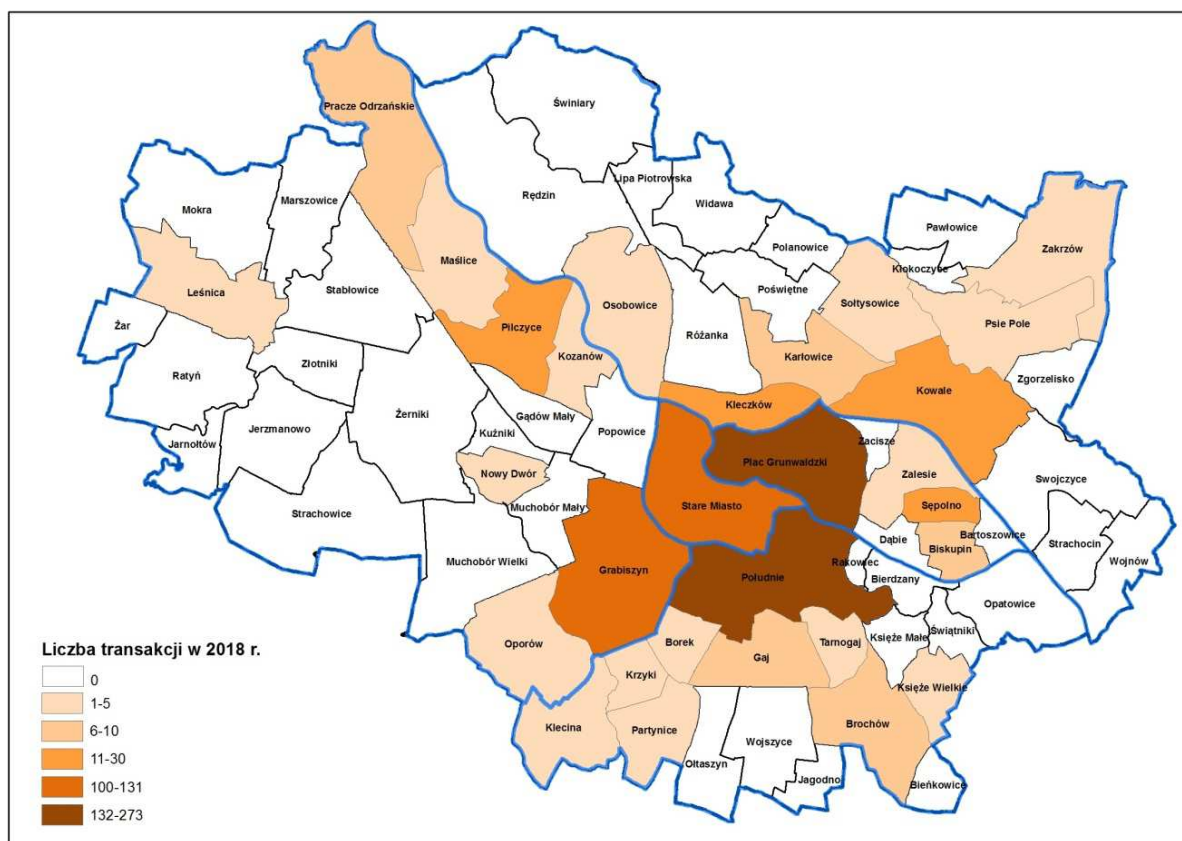 Pracze Odrzańskie
Świniary
Lipa Piotrowska
Widawa
Rędzin
Marszowice
Mokra
Pawłowice
Polanowice
Zakrzów
Kłokoczyce
Maślice
Poświętne
Sołtysowice
Leśnica
Stabłowice
Osobowice
Psie Pole
Żar
Pilczyce
Różanka
Kozanów
Karłowice
Złotniki
Ratyń
Zgorzelisko
Kowale
Kleczków
Gądów Mały
Żerniki
Popowice
Jerzmanowo
Kuźniki
Jarnołtów
Zacisze
Plac Grunwaldzki
Nowy Dwór
Zalesie
Swojczyce
Stare Miasto
Sępolno
Muchobór Mały
Strachowice
Bartoszowice
Dąbie
Strachocin
Biskupin
Wojnów
Muchobór Wielki
Rakowiec
Grabiszyn
Południe
Bierdzany
Opatowice
Świątniki
Księże Małe
Oporów
Borek
Tarnogaj
Gaj
Krzyki
Księże Wielkie
Klecina
Partynice
Brochów
Wojszyce
Ołtaszyn
Jagodno
Bieńkowice
Liczba transakcji w 2018 r.
0
1-5
6-10
11-30
100-131
132-273